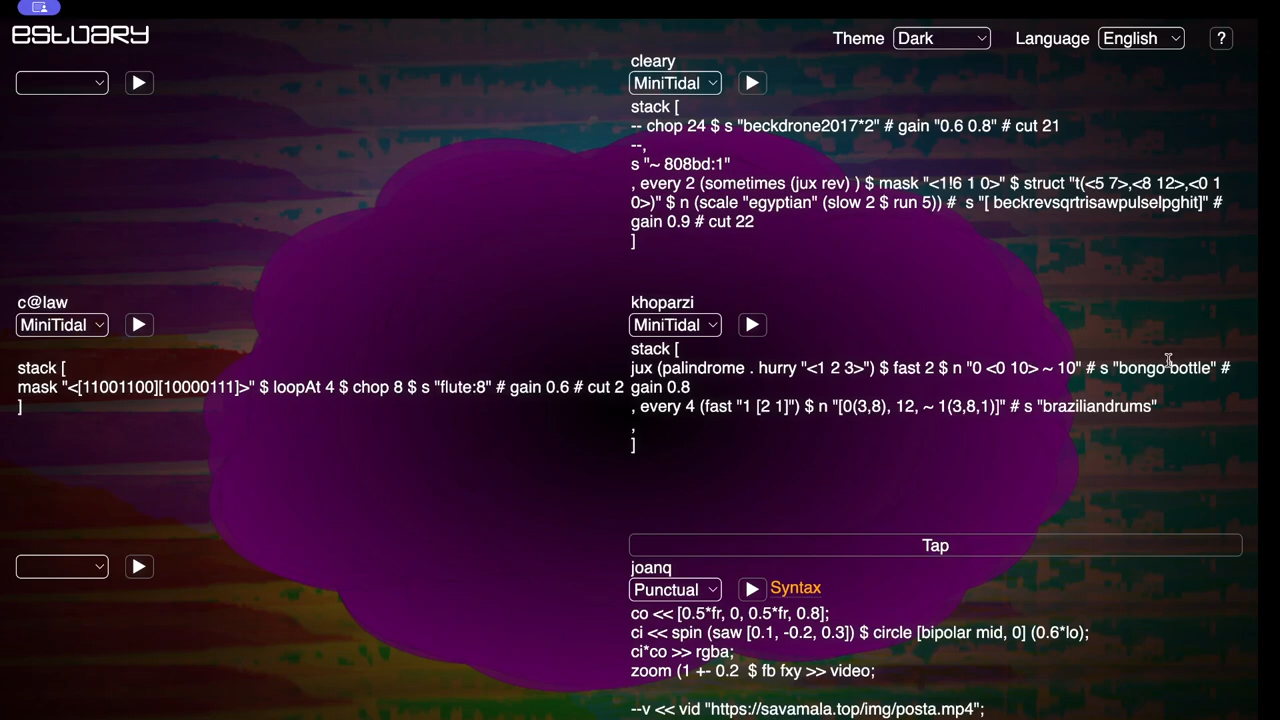 estuary
Theme Dark Language English ?
cleary
MiniTidal
stack [
-- chop 24 $ s "beckdrone2017*2" # gain "0.6 0.8" # cut 21
--,
s "~ 808bd:1"
, every 2 (sometimes (jux rev) ) $ mask "<1!6 1 0>" $ struct "t(<5 7>,<8 12>,<0 1
0>)" $ n (scale "egyptian" (slow 2 $ run 5)) #  s "[ beckrevsqrtrisawpulselpghit]" #
gain 0.9 # cut 22
]
c@law
MiniTidal
stack [
mask "<[11001100][10000111]>" $ loopAt 4 $ chop 8 $ s "flute:8" # gain 0.6 # cut 2
]
khoparzi
MiniTidal
stack [
jux (palindrome . hurry "<1 2 3>") $ fast 2 $ n "0 <0 10> ~ 10" # s "bongo bottle" #
gain 0.8
, every 4 (fast "1 [2 1]") $ n "[0(3,8), 12, ~ 1(3,8,1)]" # s "braziliandrums"
,
]
Tap
joanq
Punctual Syntax
co << [0.5*fr, 0, 0.5*fr, 0.8];
ci << spin (saw [0.1, -0.2, 0.3]) $ circle [bipolar mid, 0] (0.6*lo);
ci*co >> rgba;
zoom (1 +- 0.2  $ fb fxy >> video;
--v << vid "https://savamala.top/img/posta.mp4";